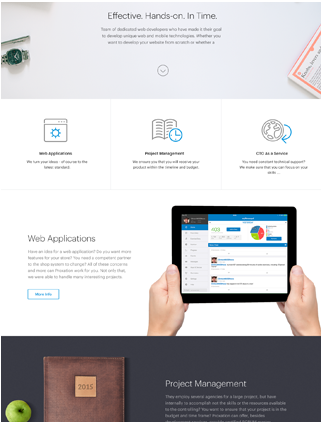 Effective. Hands-on. In Time.
Team of dedicated web developers who have made it their goal
to develop unique web and mobile technologies. Whether you
want to develop your website from scratch or whether a
Web Applications
We turn your ideas - of course to the
latest standard.
Project Management
We ensure that you will receive your
product within the timeline and budget.
CTO As a Service
You need constant technical support?
We make sure that you can focus on your
skills ...
Web Applications
Have an idea for a web application? Do you want more
features for your store? You need a competent partner
to the shop system to change? All of these concerns
and more can Provation work for you. Not only that,
we were able to handle many interesting projects.
More info
2015
Project Management
They employ several agencies for a large project, but have
internally to accomplish not the skills or the resources available
to the controlling? You want to ensure that your project is in the
budget and time frame? Provation can offer, besides